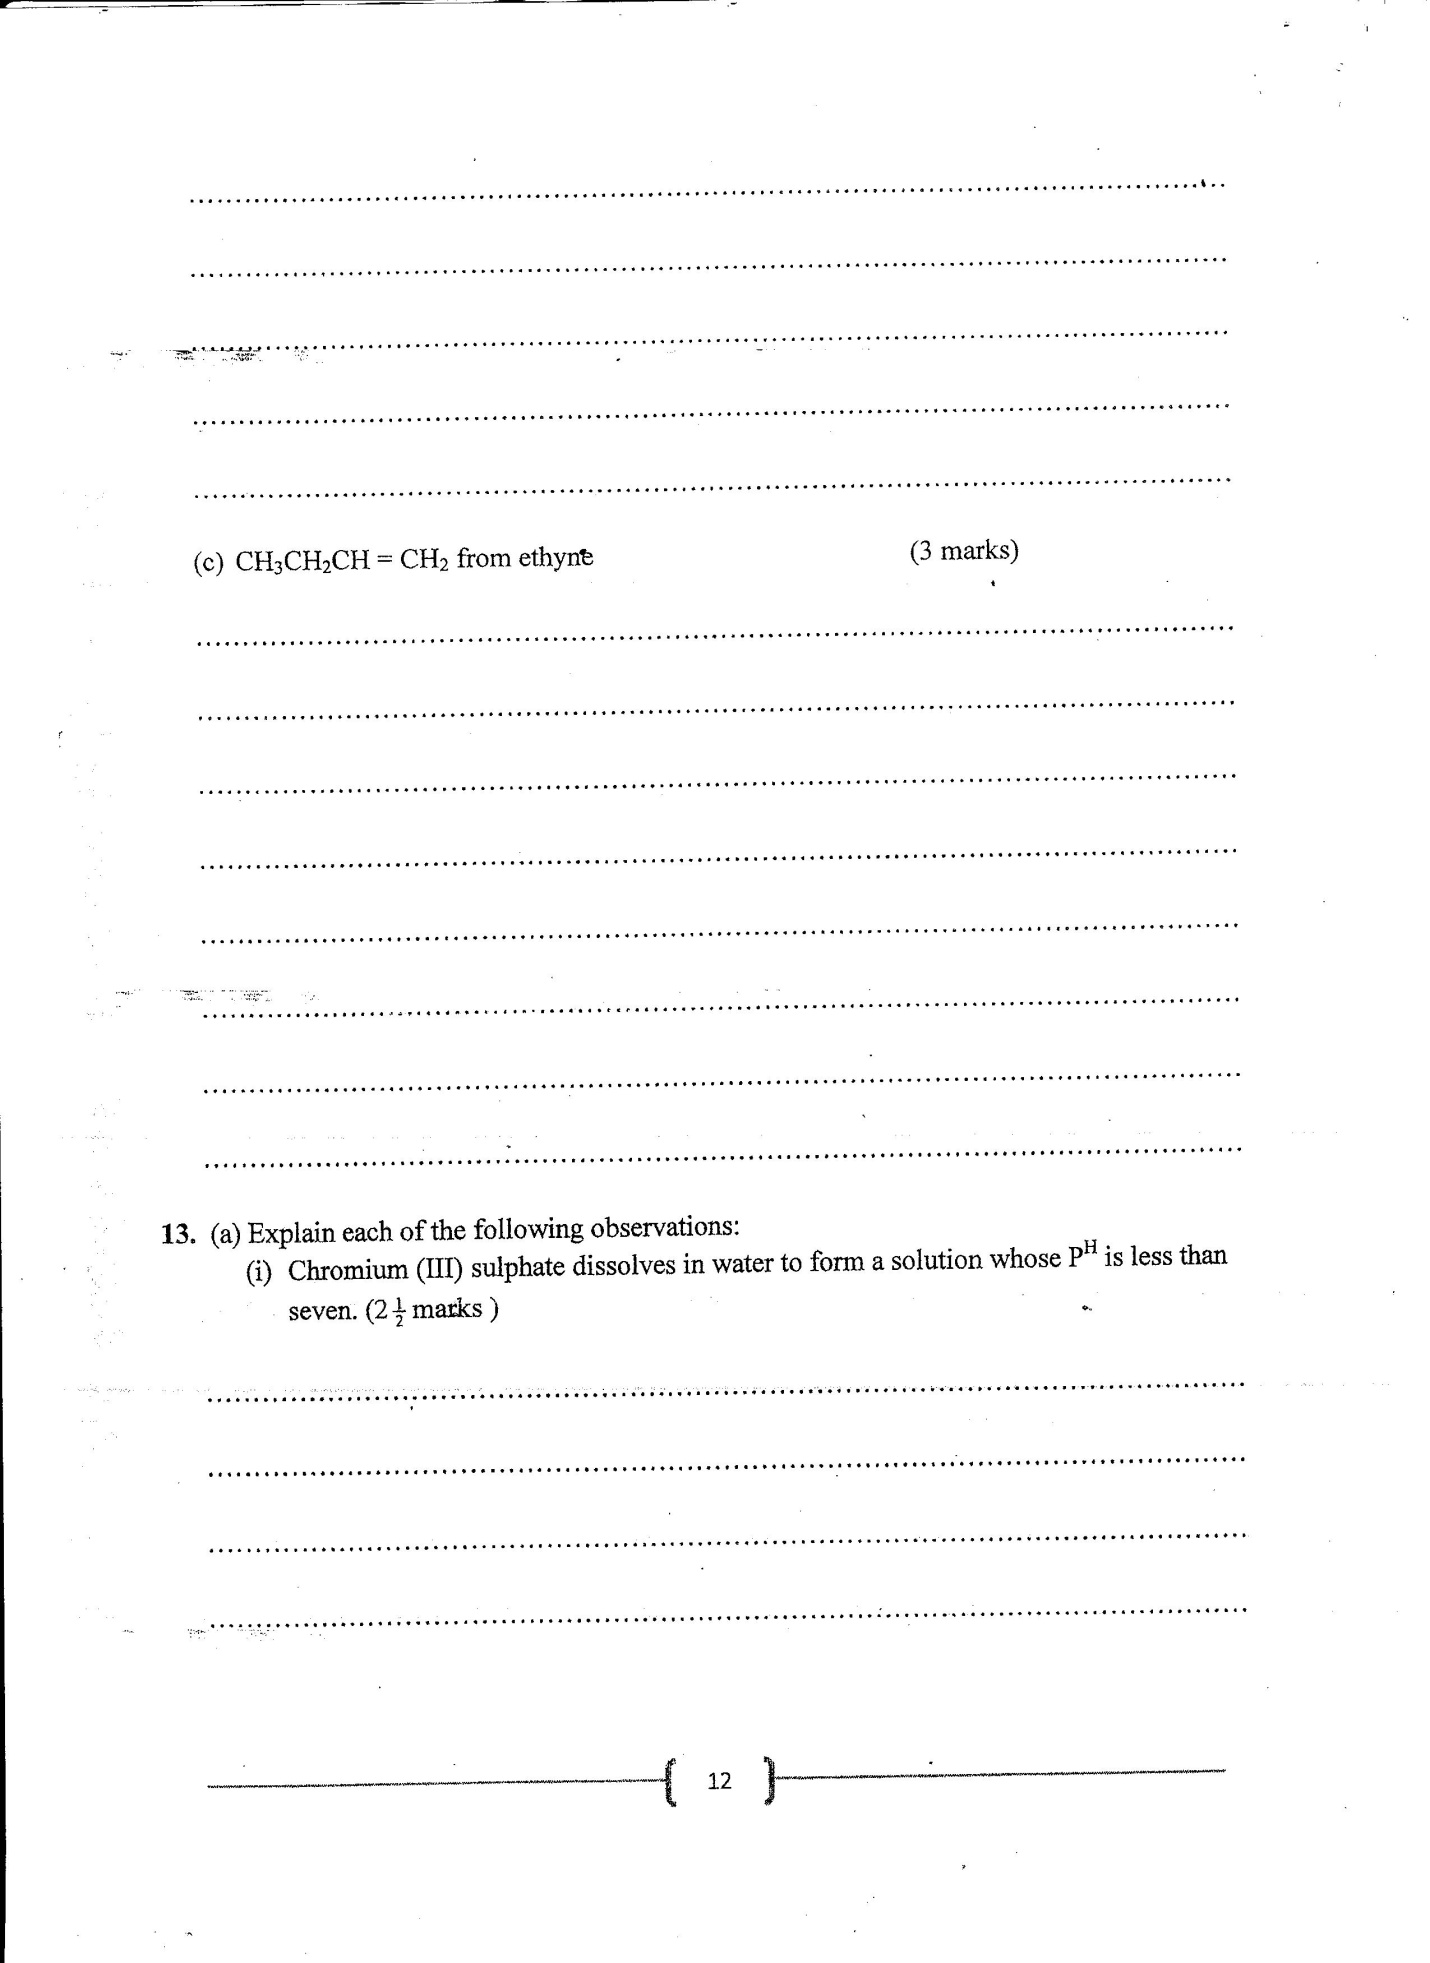 (c) CH₃CH₂CH = CH₂ from ethyne (3 marks)
13. (a) Explain each of the following observations:
(i) Chromium (III) sulphate dissolves in water to form a solution whose Pᴴ is less than
seven. (2 ½ marks )
12